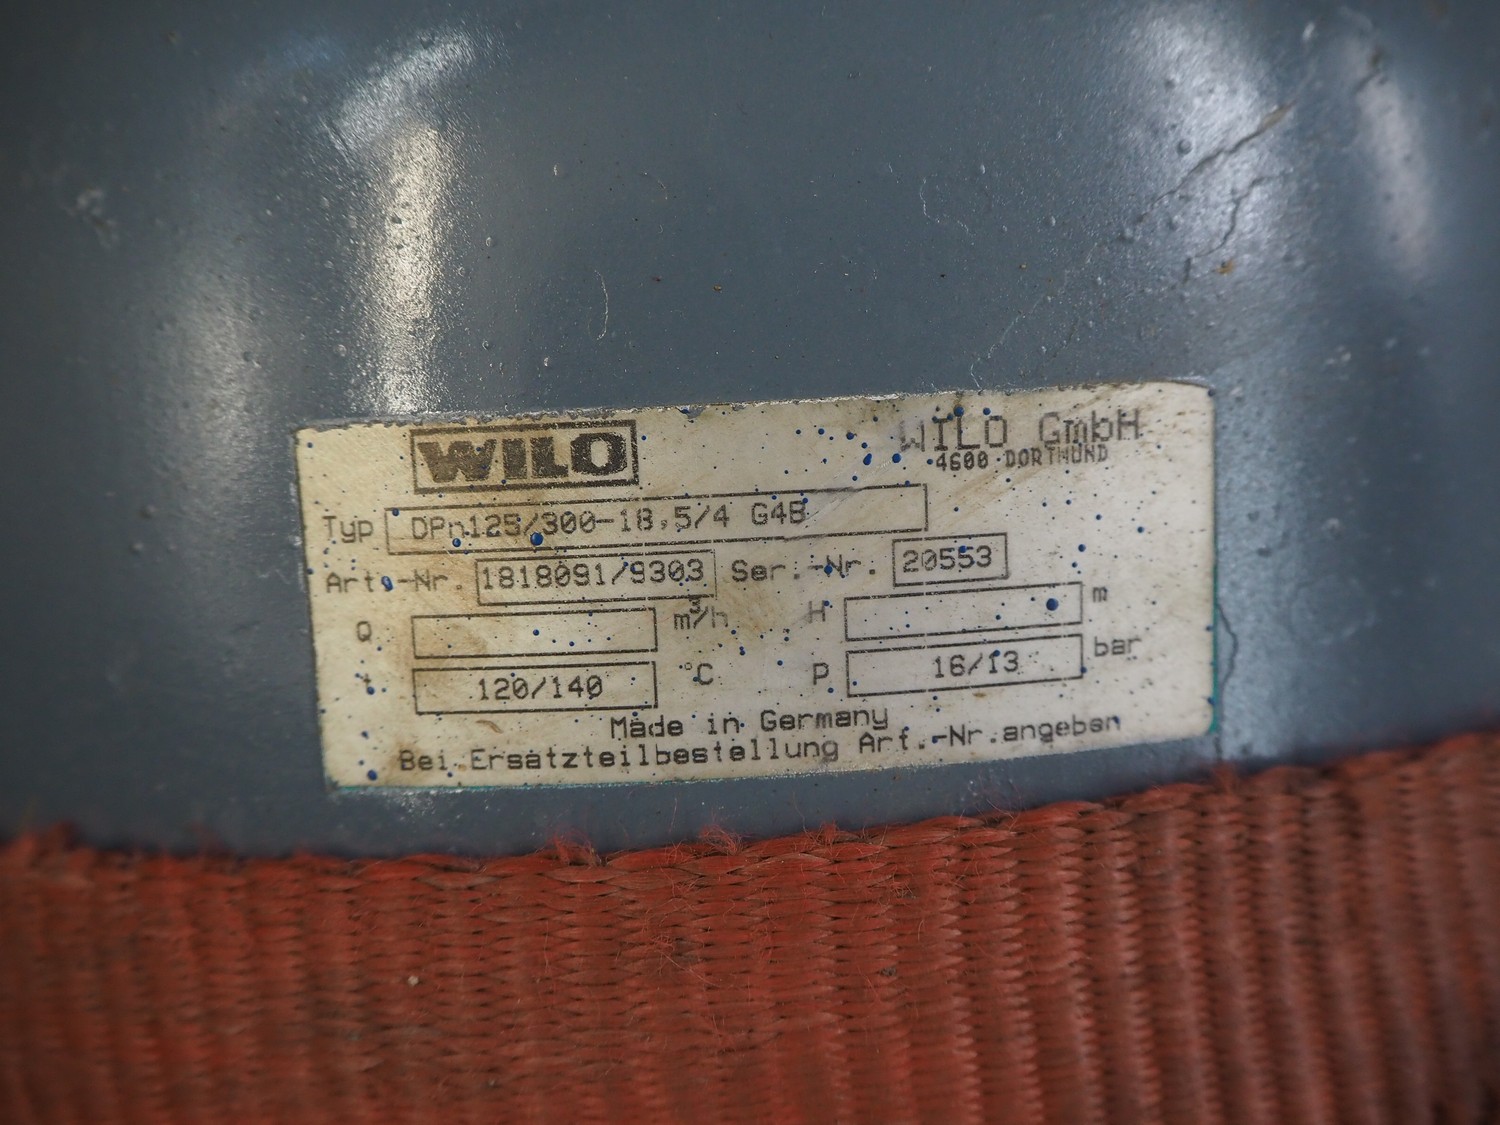 WILO WILO GmbH
4600 DORTMUND
Typ DPn125/300-18,5/4 G4B
Art.-Nr. 1818091/9303 Ser.-Nr. 20553
Q m³/h H m
t 120/140 °C P 16/13 bar
Made in Germany
Bei Ersatzteilbestellung Art.-Nr.angeben